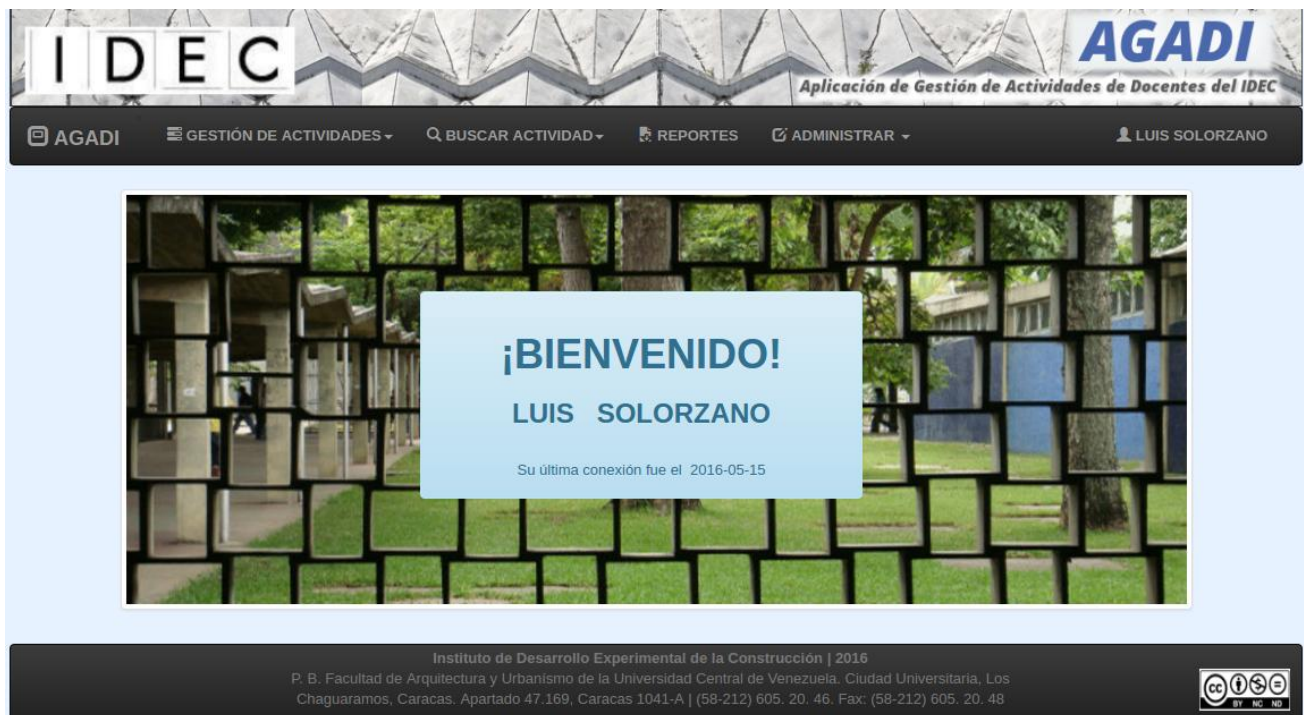 IDEC
AGADI
Aplicación de Gestión de Actividades de Docentes del IDEC
AGADI GESTIÓN DE ACTIVIDADES BUSCAR ACTIVIDAD REPORTES ADMINISTRAR LUIS SOLORZANO
¡BIENVENIDO!
LUIS SOLORZANO
Su última conexión fue el 2016-05-15
Instituto de Desarrollo Experimental de la Construcción | 2016
P. B. Facultad de Arquitectura y Urbanísmo de la Universidad Central de Venezuela. Ciudad Universitaria, Los
Chaguaramos, Caracas. Apartado 47.169, Caracas 1041-A | (58-212) 605. 20. 46. Fax: (58-212) 605. 20. 48
cc
BY NC ND